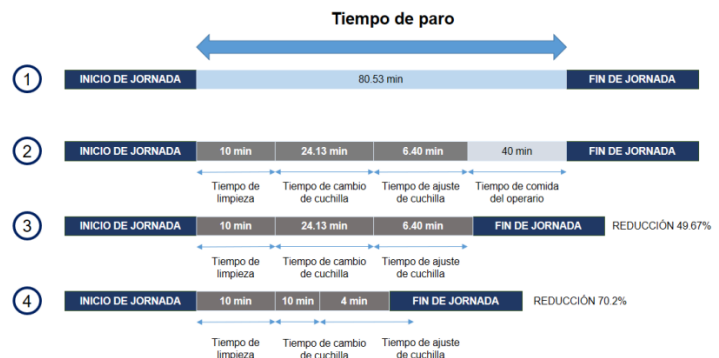 Tiempo de paro
1 INICIO DE JORNADA 80.53 min FIN DE JORNADA
2 INICIO DE JORNADA 10 min 24.13 min 6.40 min 40 min FIN DE JORNADA
Tiempo de Tiempo de cambio Tiempo de ajuste Tiempo de comida
limpieza de cuchilla de cuchilla del operario
3 INICIO DE JORNADA 10 min 24.13 min 6.40 min FIN DE JORNADA REDUCCIÓN 49.67%
Tiempo de Tiempo de cambio Tiempo de ajuste
limpieza de cuchilla de cuchilla
4 INICIO DE JORNADA 10 min 10 min 4 min FIN DE JORNADA REDUCCIÓN 70.2%
Tiempo de Tiempo de cambio Tiempo de ajuste
limpieza de cuchilla de cuchilla